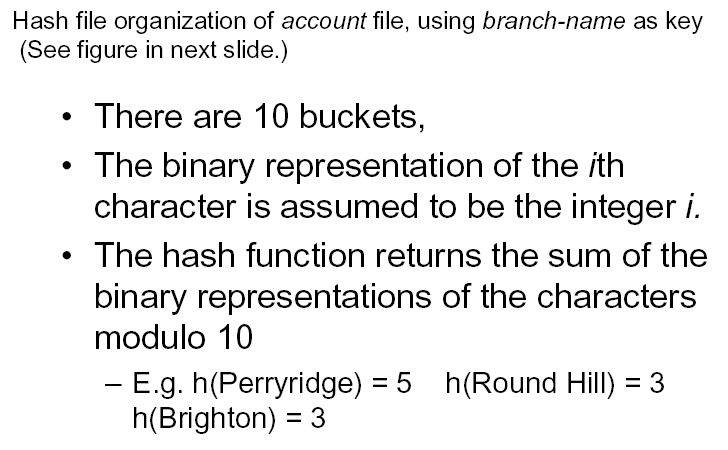 Hash file organization of account file, using branch-name as key
(See figure in next slide.)
• There are 10 buckets,
• The binary representation of the ith
character is assumed to be the integer i.
• The hash function returns the sum of the
binary representations of the characters
modulo 10
– E.g. h(Perryridge) = 5 h(Round Hill) = 3
h(Brighton) = 3